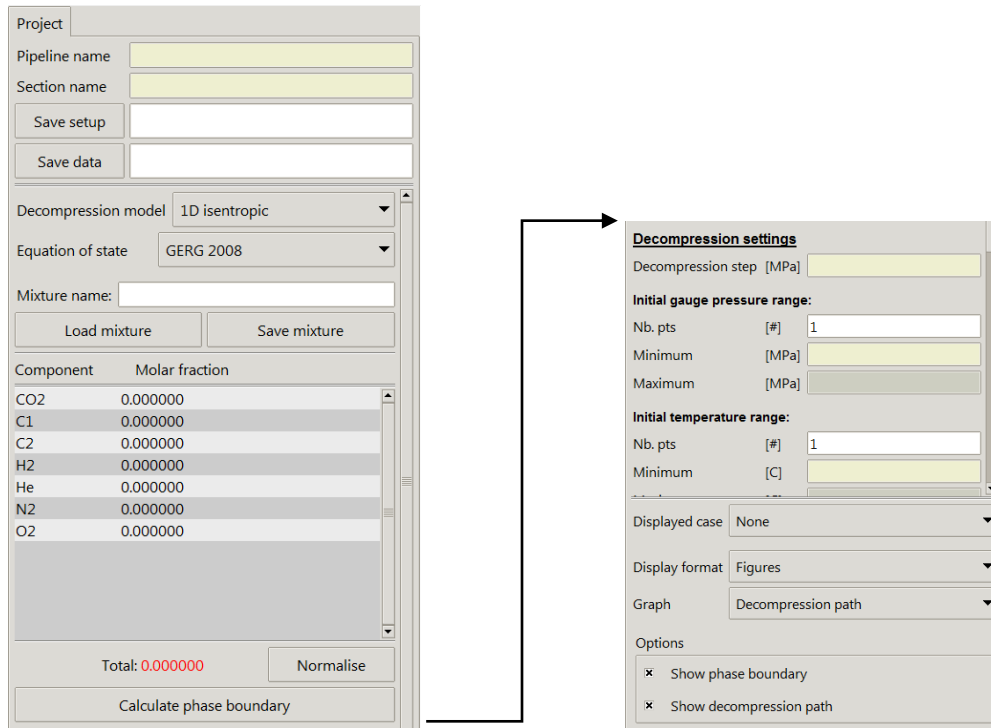 Project
Pipeline name
Section name
Save setup
Save data
Decompression model 1D isentropic
Equation of state GERG 2008
Mixture name:
Load mixture Save mixture
Component Molar fraction
CO2 0.000000
C1 0.000000
C2 0.000000
H2 0.000000
He 0.000000
N2 0.000000
O2 0.000000
Total: 0.000000 Normalise
Calculate phase boundary
Decompression settings
Decompression step [MPa]
Initial gauge pressure range:
Nb. pts [#] 1
Minimum [MPa]
Maximum [MPa]
Initial temperature range:
Nb. pts [#] 1
Minimum [C]
Displayed case None
Display format Figures
Graph Decompression path
Options
Show phase boundary
Show decompression path